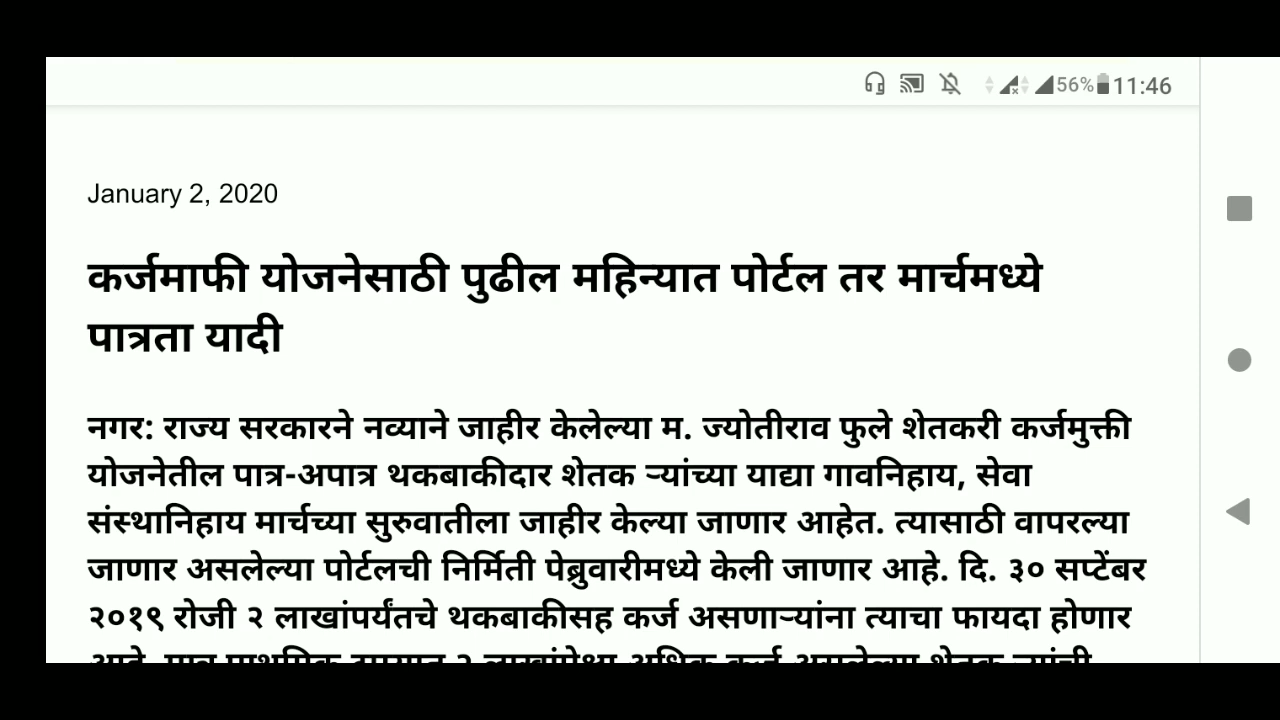 56% 11:46
January 2, 2020
कर्जमाफी योजनेसाठी पुढील महिन्यात पोर्टल तर मार्चमध्ये
पात्रता यादी
नगर: राज्य सरकारने नव्याने जाहीर केलेल्या म. ज्योतीराव फुले शेतकरी कर्जमुक्ती
योजनेतील पात्र-अपात्र थकबाकीदार शेतक ऱ्यांच्या याद्या गावनिहाय, सेवा
संस्थानिहाय मार्चच्या सुरुवातीला जाहीर केल्या जाणार आहेत. त्यासाठी वापरल्या
जाणार असलेल्या पोर्टलची निर्मिती पेब्रुवारीमध्ये केली जाणार आहे. दि. ३० सप्टेंबर
२०१९ रोजी २ लाखांपर्यंतचे थकबाकीसह कर्ज असणाऱ्यांना त्याचा फायदा होणार